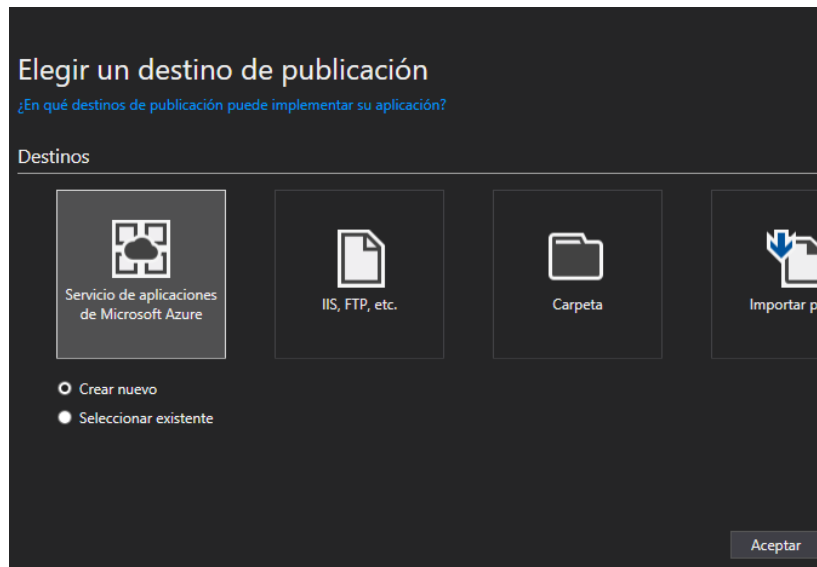 Elegir un destino de publicación
¿En qué destinos de publicación puede implementar su aplicación?
Destinos
Servicio de aplicaciones
de Microsoft Azure
IIS, FTP, etc.
Carpeta
Importar p
Crear nuevo
Seleccionar existente
Aceptar